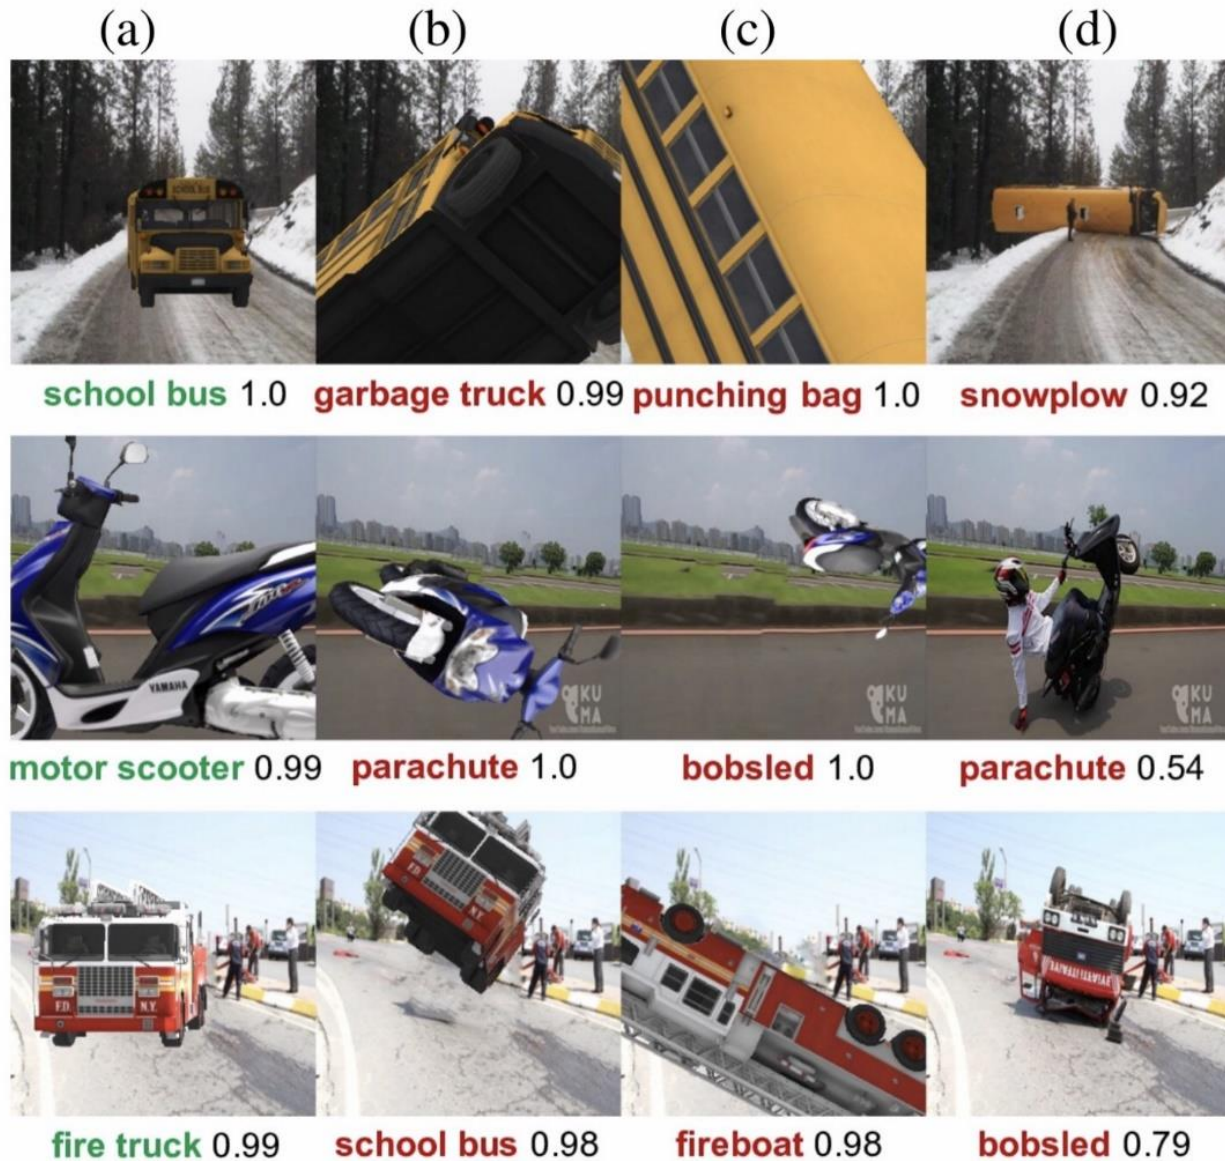 (a) (b) (c) (d)
SCHOOL BUS
school bus 1.0 garbage truck 0.99 punching bag 1.0 snowplow 0.92
YAMAHA
KU KU KU
MA MA MA
motor scooter 0.99 parachute 1.0 bobsled 1.0 parachute 0.54
F.D. N.Y. F.D. N.Y.
fire truck 0.99 school bus 0.98 fireboat 0.98 bobsled 0.79